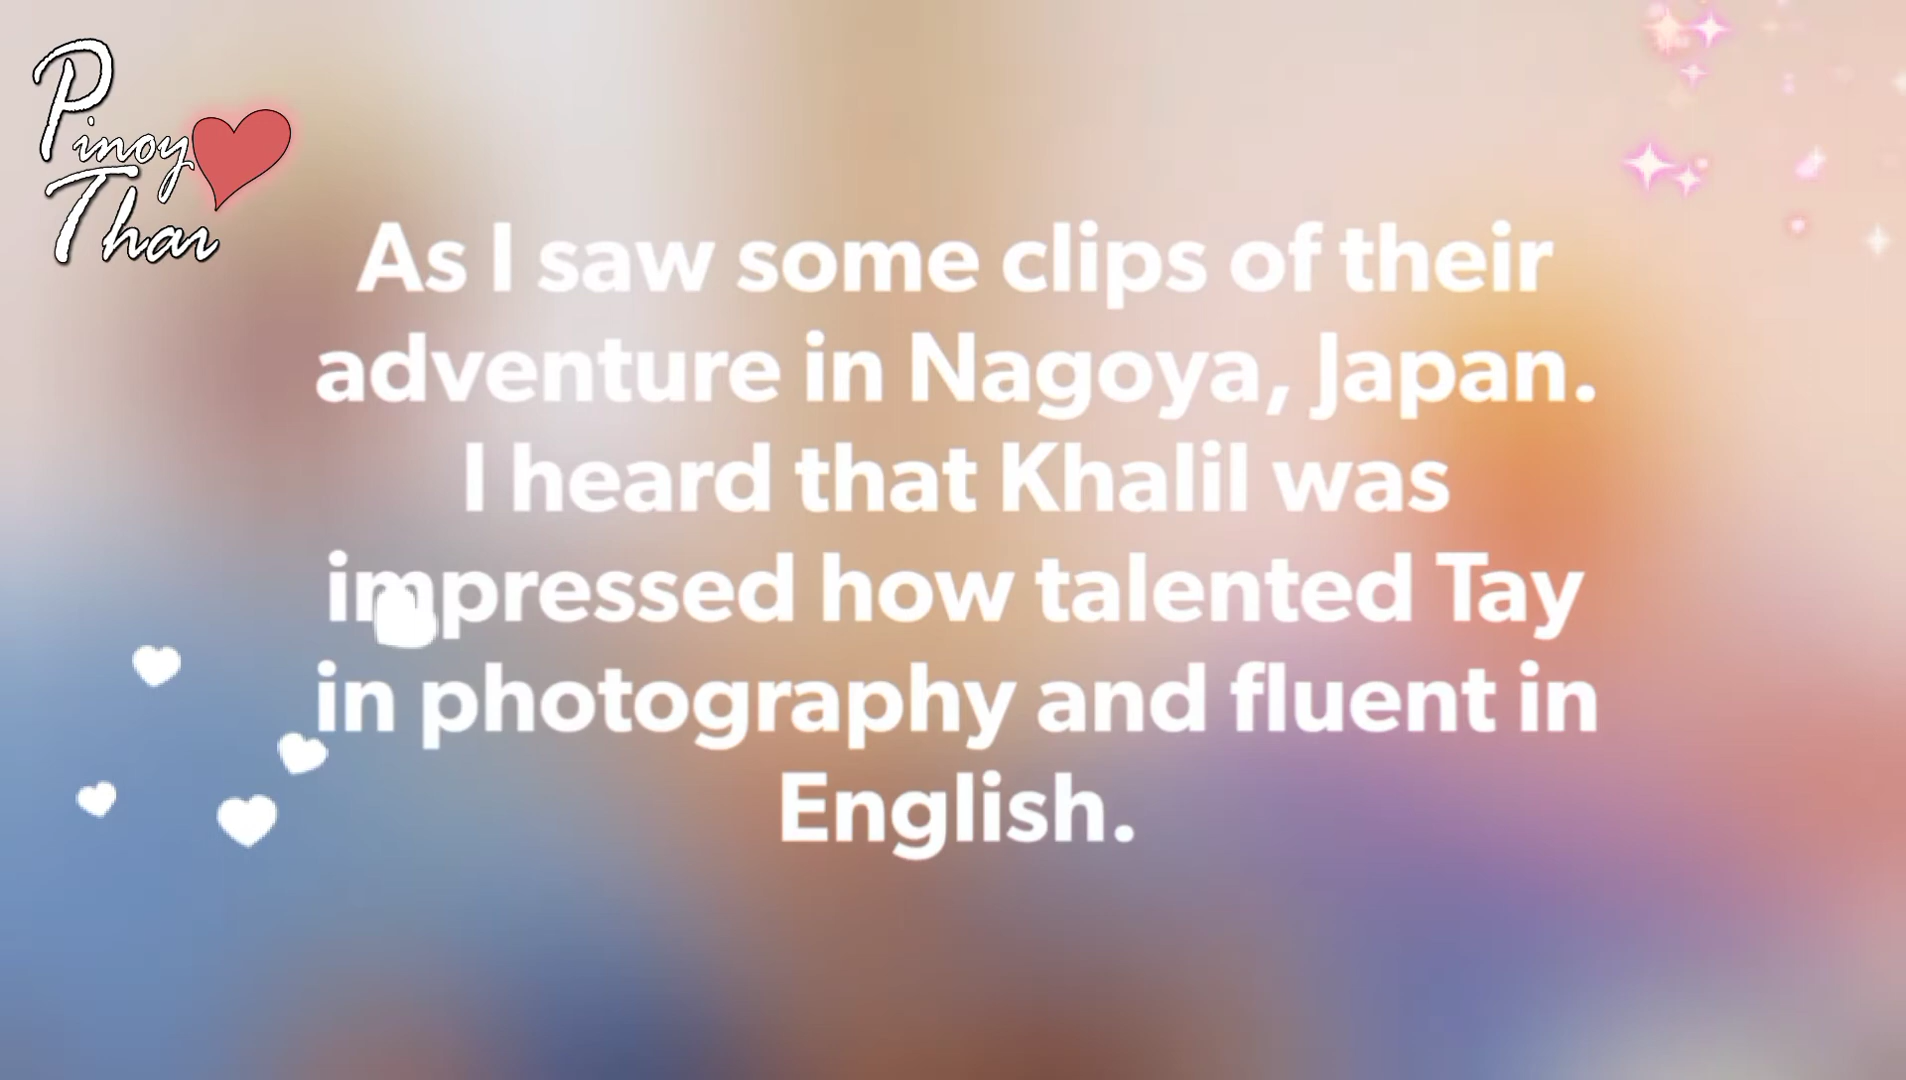 Pinoy
Thai
As I saw some clips of their
adventure in Nagoya, Japan.
I heard that Khalil was
impressed how talented Tay
in photography and fluent in
English.